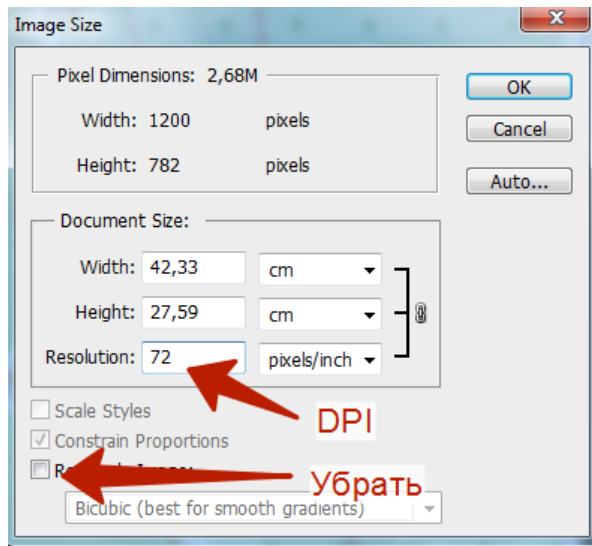 Image Size
Pixel Dimensions: 2,68M
OK
Width: 1200 pixels
Cancel
Height: 782 pixels
Auto...
Document Size:
Width: 42,33 cm
Height: 27,59 cm
Resolution: 72 pixels/inch
DPI
Scale Styles
Constrain Proportions
Убрать
Bicubic (best for smooth gradients)